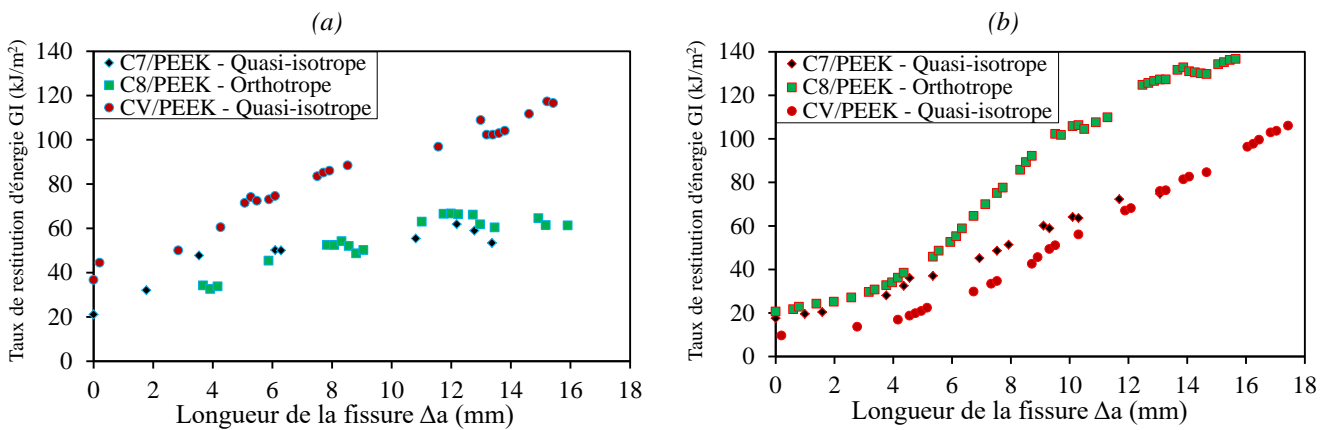 (a)
Taux de restitution d'énergie GI (kJ/m²)
140
120
100
80
60
40
20
0
C7/PEEK - Quasi-isotrope
C8/PEEK - Orthotrope
CV/PEEK - Quasi-isotrope
0 2 4 6 8 10 12 14 16 18
Longueur de la fissure Δa (mm)
(b)
Taux de restitution d'énergie GI (kJ/m²)
140
120
100
80
60
40
20
0
C7/PEEK - Quasi-isotrope
C8/PEEK - Orthotrope
CV/PEEK - Quasi-isotrope
0 2 4 6 8 10 12 14 16 18
Longueur de la fissure Δa (mm)